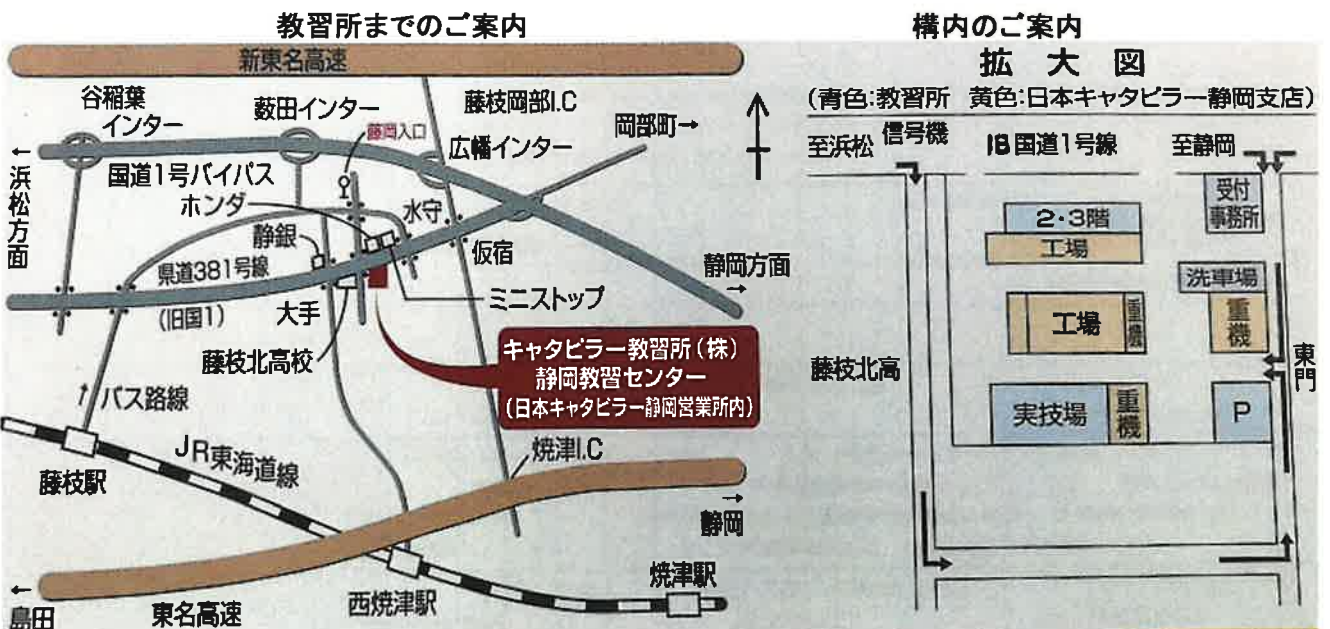 教習所までのご案内
新東名高速
谷稲葉
インター
薮田インター
藤岡入口
藤枝岡部I.C
広幡インター
岡部町→
←浜松方面
国道1号バイパス
ホンダ
水守
静銀
仮宿
県道381号線
(旧国1)
大手
ミニストップ
静岡方面
→
藤枝北高校
キャタピラー教習所(株)
静岡教習センター
(日本キャタピラー静岡営業所内)
↑バス路線
JR東海道線
藤枝駅
焼津I.C
→
静岡
←
島田
東名高速
西焼津駅
焼津駅
構内のご案内
拡大図
(青色:教習所 黄色:日本キャタピラー静岡支店)
至浜松
信号機
旧国道1号線
至静岡
2・3階
工場
受付
事務所
洗車場
工場
重機
重機
藤枝北高
東門
実技場
重機
P